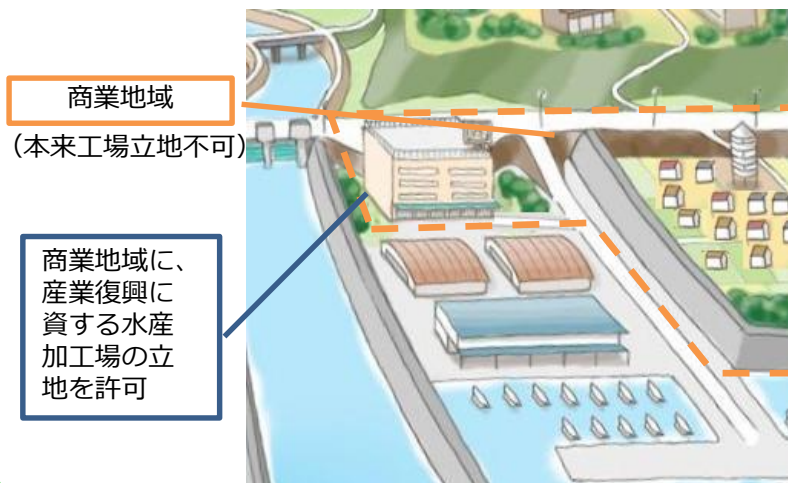 商業地域
（本来工場立地不可）
商業地域に、
産業復興に
資する水産
加工場の立
地を許可